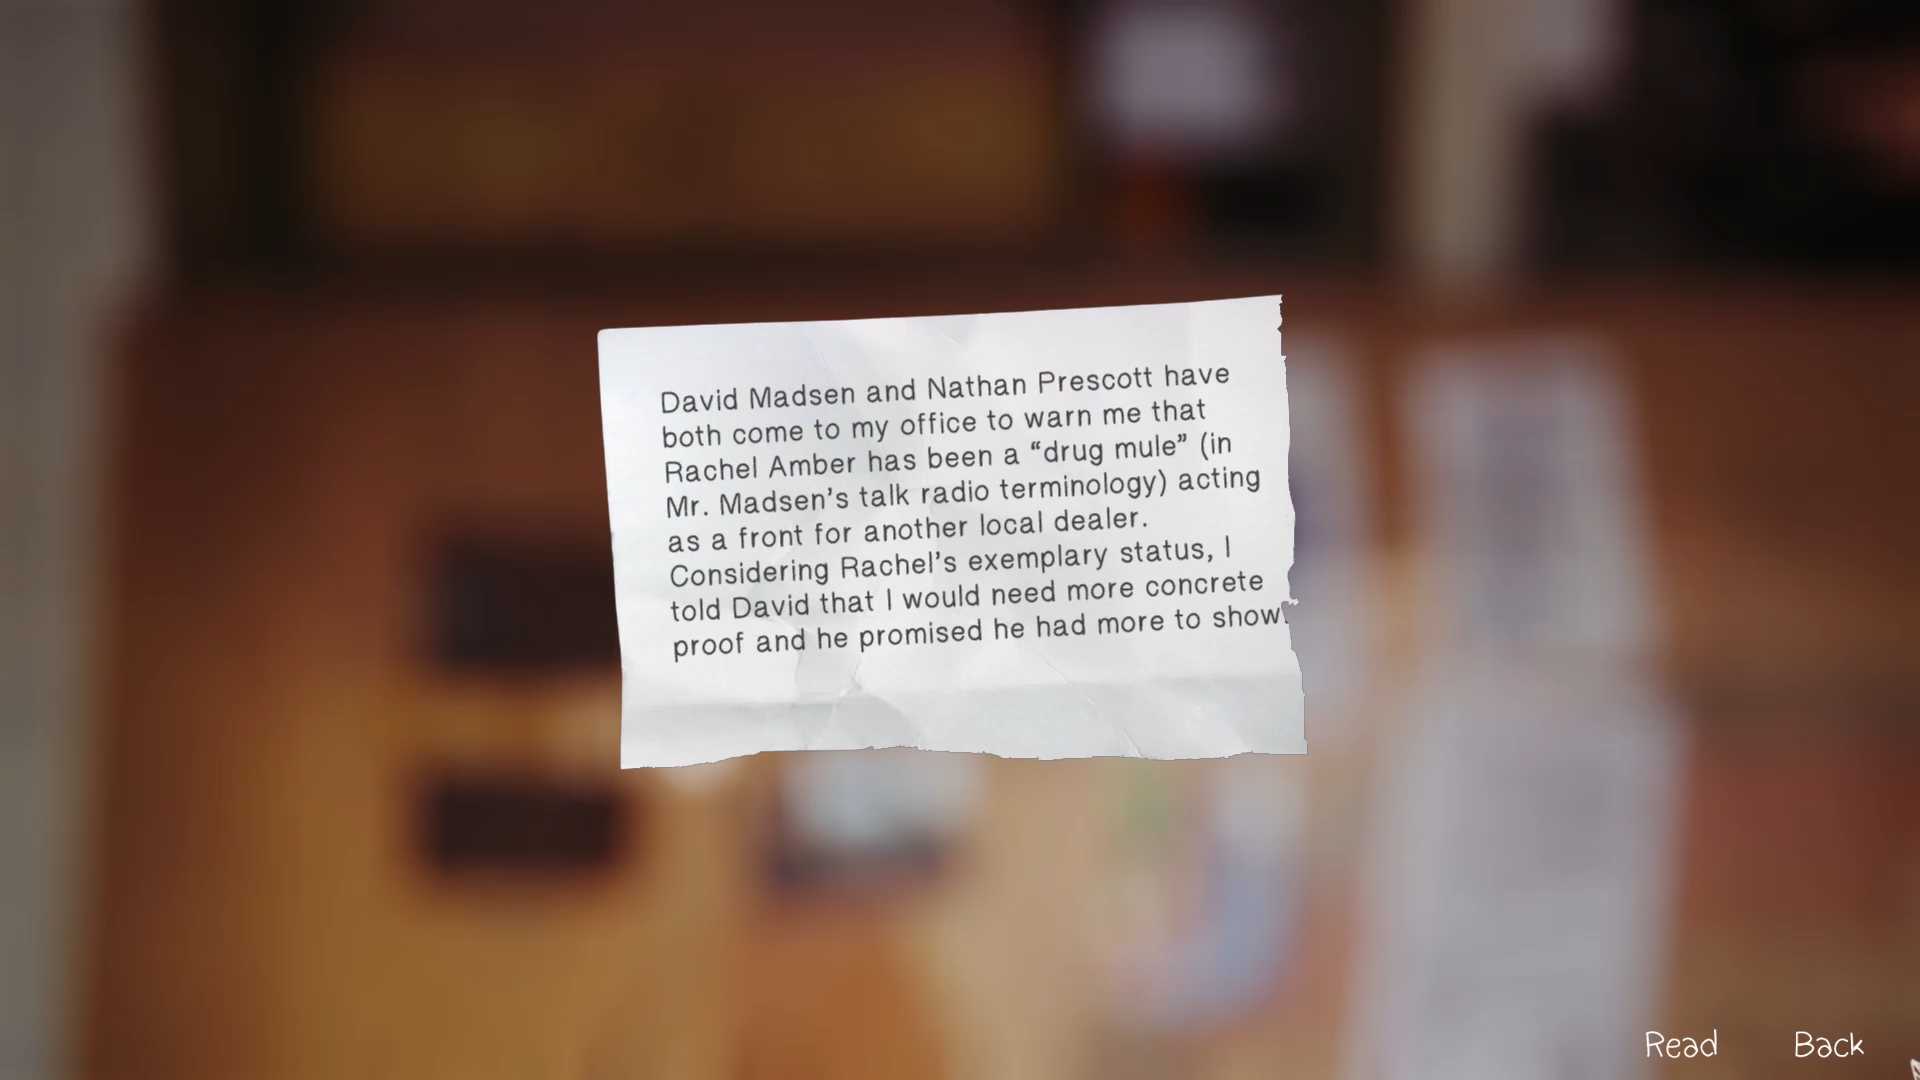 David Madsen and Nathan Prescott have
both come to my office to warn me that
Rachel Amber has been a “drug mule” (in
Mr. Madsen’s talk radio terminology) acting
as a front for another local dealer.
Considering Rachel’s exemplary status, I
told David that I would need more concrete
proof and he promised he had more to show.
Read
Back